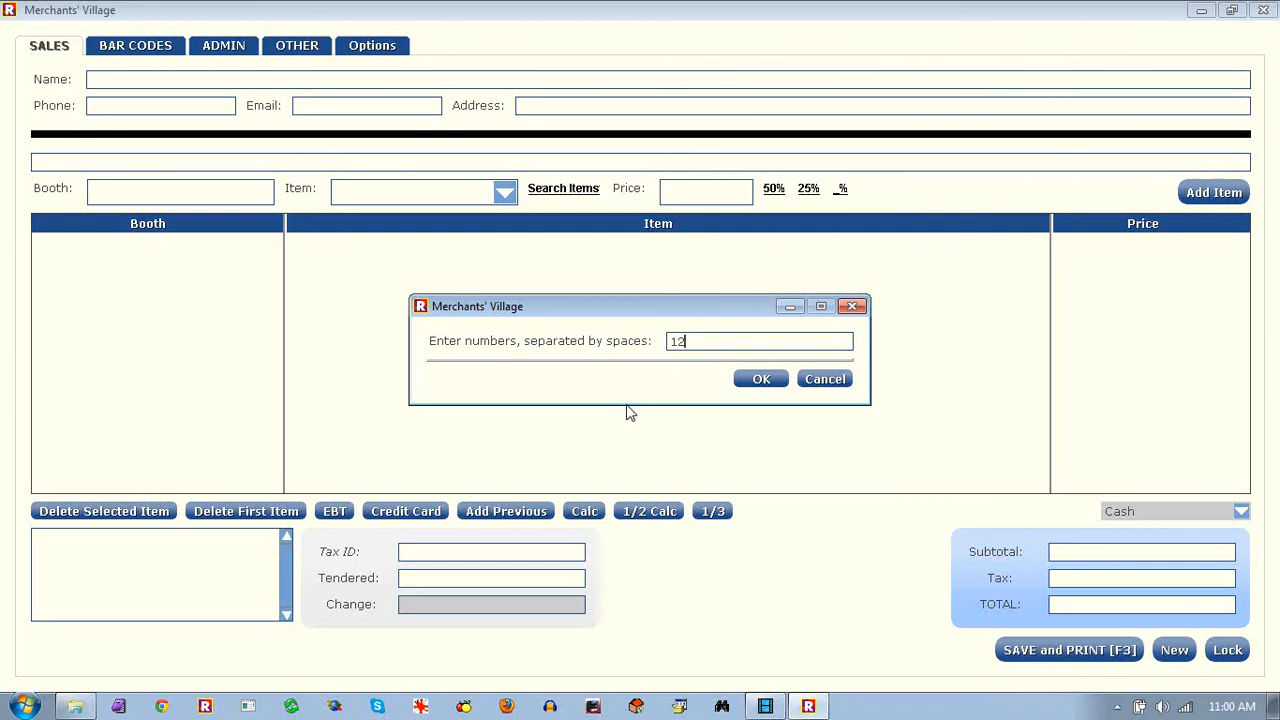 Merchants' Village
SALES BAR CODES ADMIN OTHER Options
Name:
Phone: Email: Address:
Booth: Item: Search Items Price: 50% 25% _% Add Item
Booth Item Price
Merchants' Village
Enter numbers, separated by spaces: 12
OK Cancel
Delete Selected Item Delete First Item EBT Credit Card Add Previous Calc 1/2 Calc 1/3 Cash
Tax ID: Subtotal:
Tendered: Tax:
Change: TOTAL:
SAVE and PRINT [F3] New Lock
11:00 AM